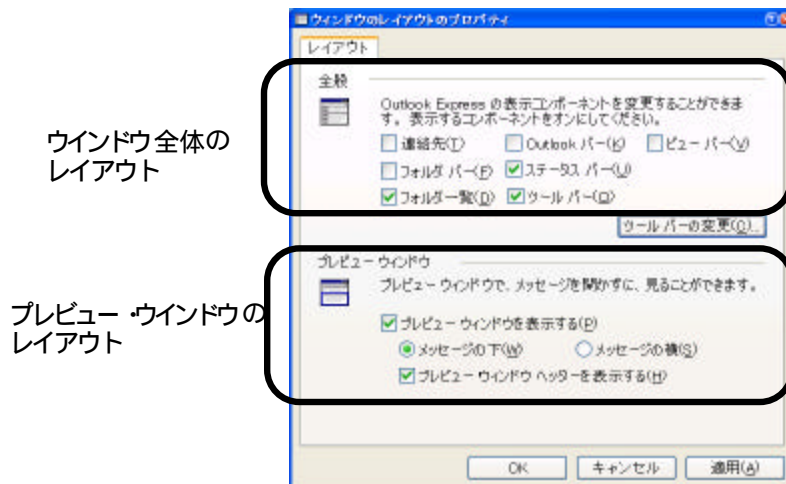 ウィンドウのレイアウトのプロパティ
レイアウト
全般
Outlook Express の表示コンポーネントを変更することができま
す。表示するコンポーネントをオンにしてください。
連絡先(T) Outlook バー(K) ビュー バー(V)
フォルダ バー(F) ステータス バー(U)
フォルダ一覧(D) ツール バー(O)
ツール バーの変更(C)...
ウインドウ全体の
レイアウト
プレビュー ウィンドウ
プレビュー ウィンドウで、メッセージを開かずに、見ることができます。
プレビュー ウィンドウを表示する(P)
メッセージの下(W) メッセージの横(S)
プレビュー ウィンドウ ヘッダーを表示する(H)
プレビュー・ウインドウの
レイアウト
OK キャンセル 適用(A)